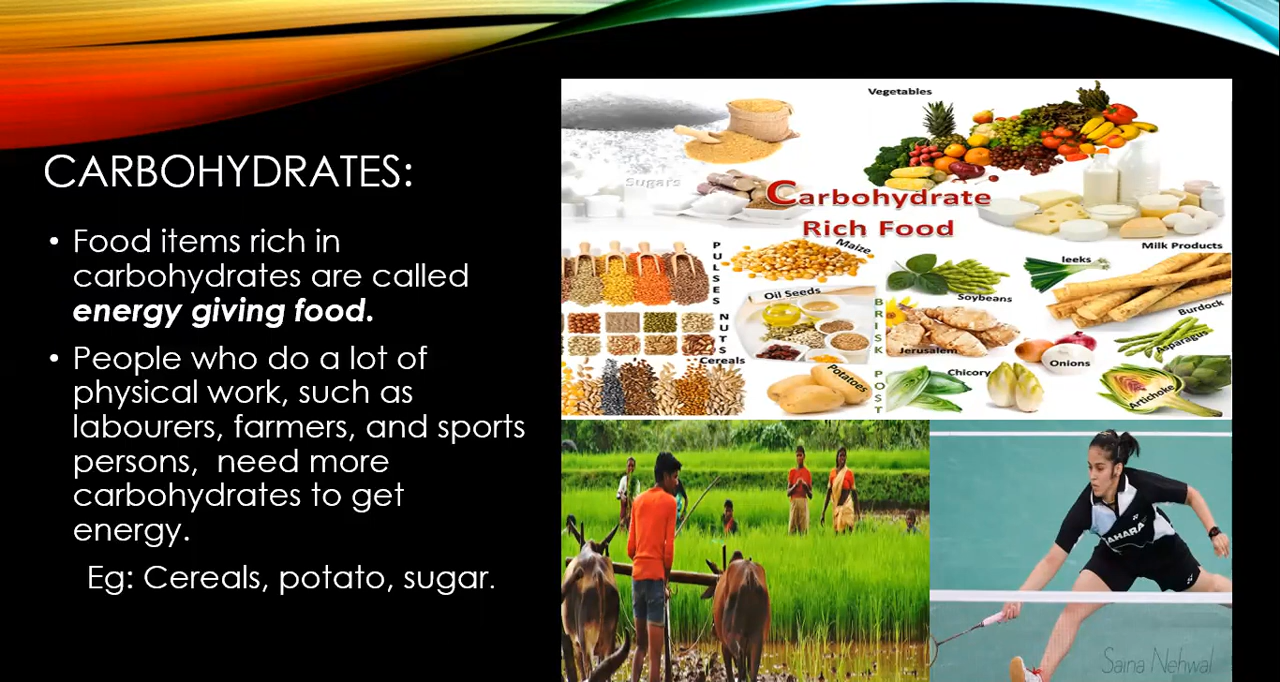 CARBOHYDRATES:
• Food items rich in
carbohydrates are called
energy giving food.
• People who do a lot of
physical work, such as
labourers, farmers, and sports
persons, need more
carbohydrates to get
energy.
Eg: Cereals, potato, sugar.
Vegetables
Sugars
Carbohydrate
Rich Food
Milk Products
PULSES
Maize
leeks
Soybeans
Burdock
Oil Seeds
NUTS
BRISK
Jerusalem
Onions
Asparagus
Cereals
Potatoes
POST
Chicory
Artichoke
SAHARA
Saina Nehwal